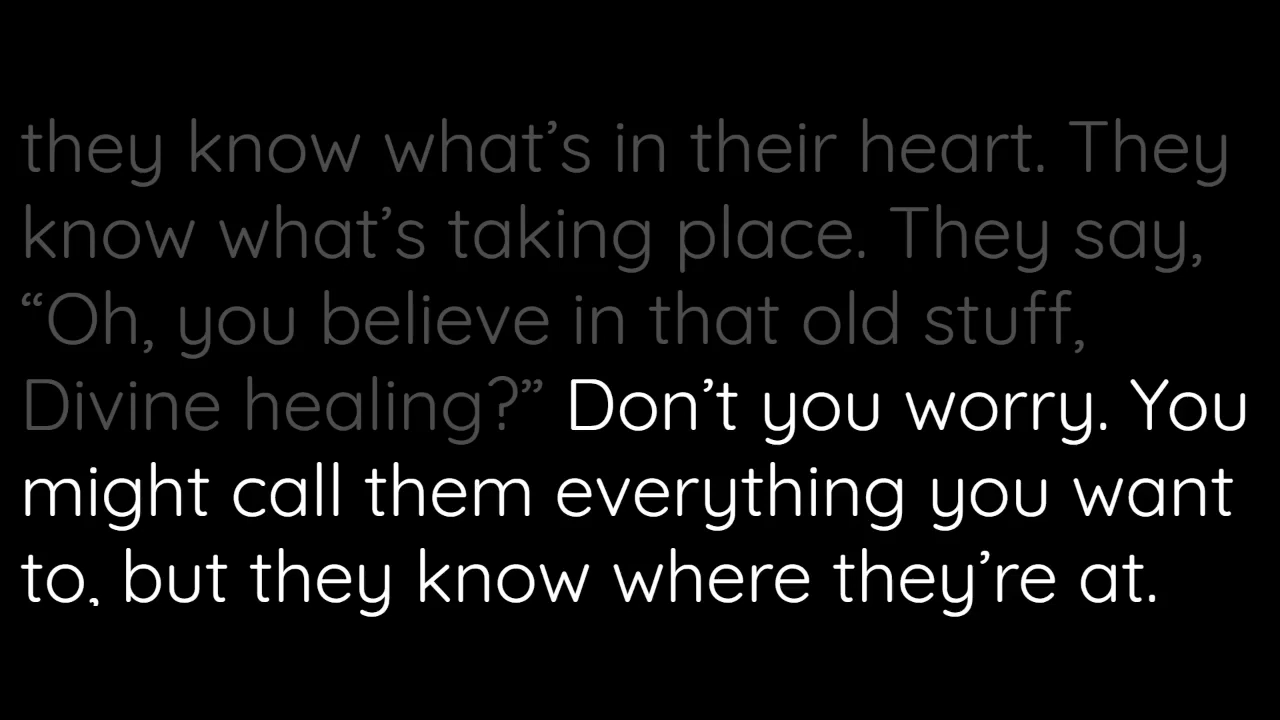 they know what’s in their heart. They
know what’s taking place. They say,
“Oh, you believe in that old stuff,
Divine healing?” Don’t you worry. You
might call them everything you want
to, but they know where they’re at.